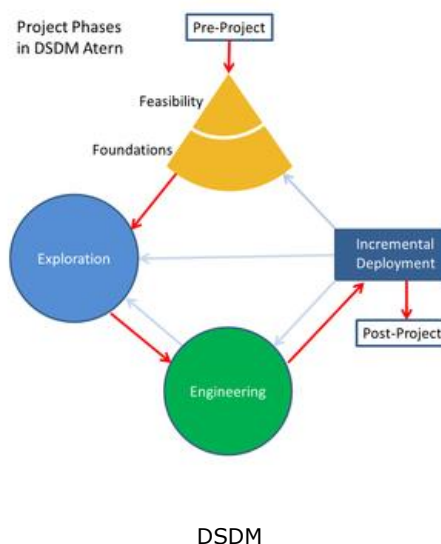 Project Phases
in DSDM Atern
Pre-Project
Feasibility
Foundations
Exploration
Incremental
Deployment
Post-Project
Engineering
DSDM